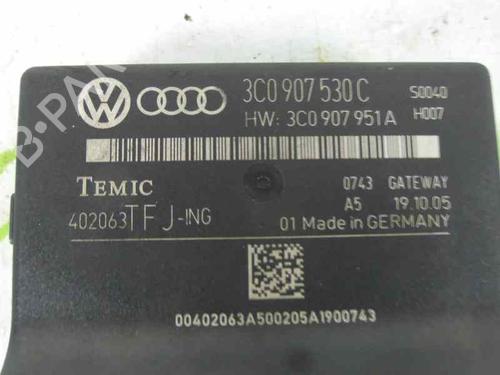 3C0 907 530 C S0040
HW: 3C0 907 951 A H007
TEMIC 0743 GATEWAY
402063TFJ-ING A5 19.10.05
01 Made in GERMANY
00402063A500205A1900743